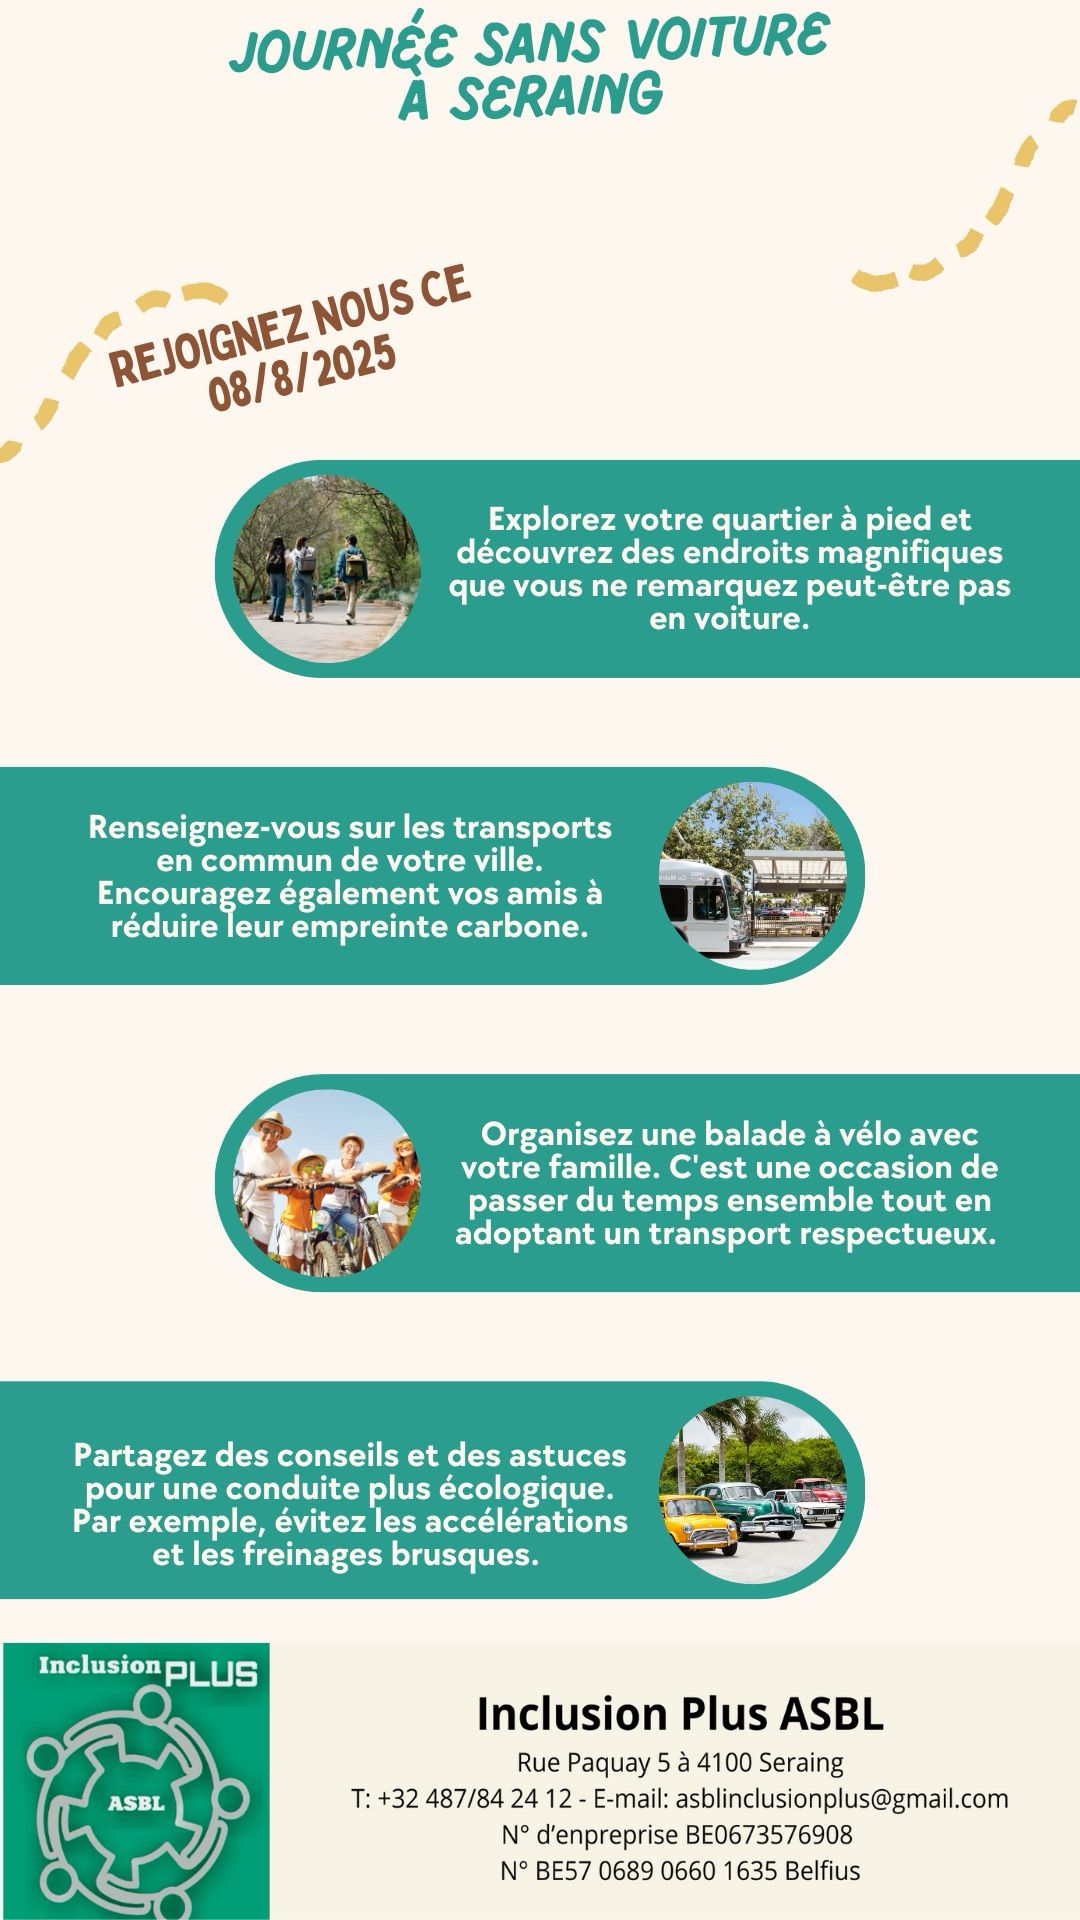 JOURNÉE SANS VOITURE
À SERAING
REJOIGNEZ NOUS CE
08/8/2025
Explorez votre quartier à pied et
découvrez des endroits magnifiques
que vous ne remarquez peut-être pas
en voiture.
Renseignez-vous sur les transports
en commun de votre ville.
Encouragez également vos amis à
réduire leur empreinte carbone.
Organisez une balade à vélo avec
votre famille. C'est une occasion de
passer du temps ensemble tout en
adoptant un transport respectueux.
Partagez des conseils et des astuces
pour une conduite plus écologique.
Par exemple, évitez les accélérations
et les freinages brusques.
Inclusion PLUS
ASBL
Inclusion Plus ASBL
Rue Paquay 5 à 4100 Seraing
T: +32 487/84 24 12 - E-mail: asblinclusionplus@gmail.com
N° d’enpreprise BE0673576908
N° BE57 0689 0660 1635 Belfius